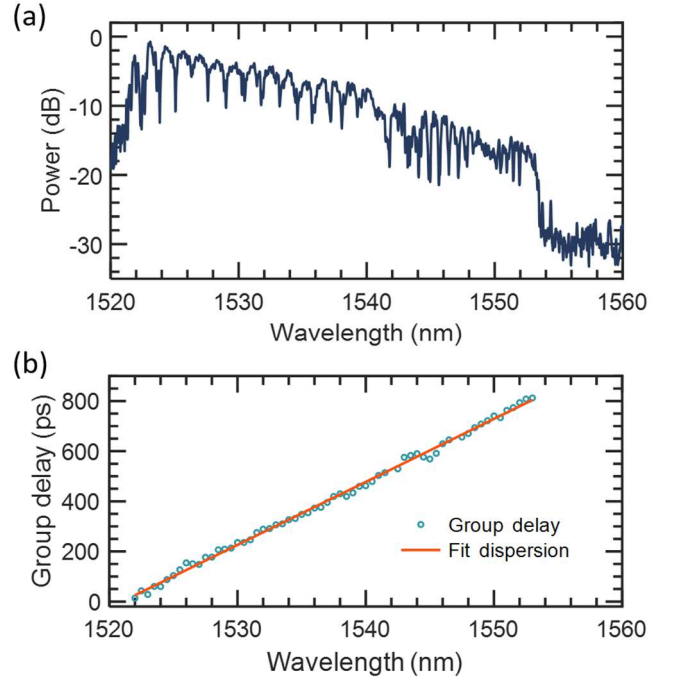 (a)
0
-10
-20
-30
Power (dB)
1520 1530 1540 1550 1560
Wavelength (nm)
(b)
800
600
400
200
0
Group delay (ps)
Group delay
Fit dispersion
1520 1530 1540 1550 1560
Wavelength (nm)